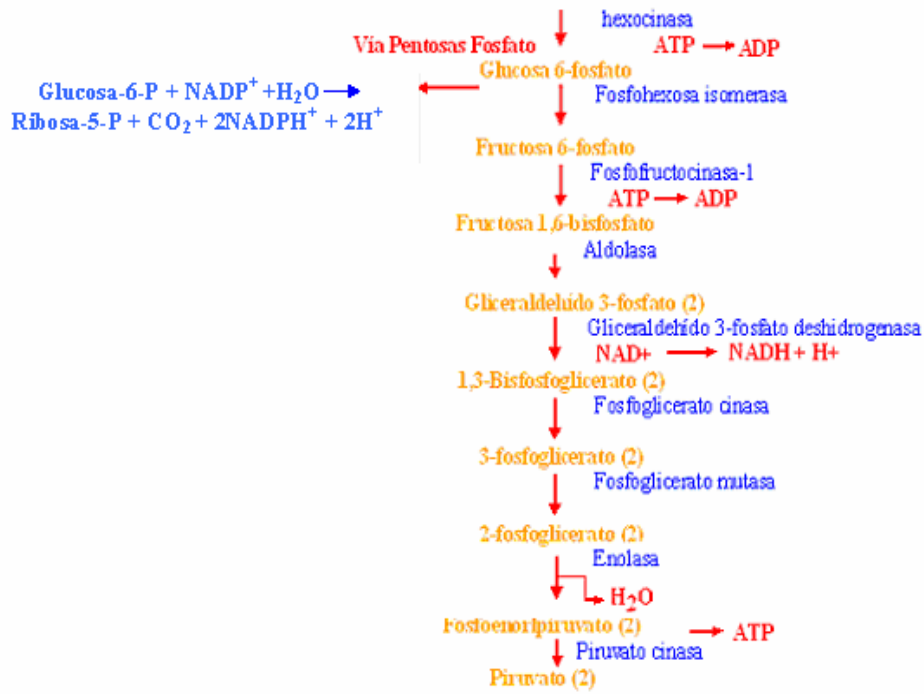 hexocinasa
Vía Pentosas Fosfato
ATP → ADP
Glucosa 6-fosfato
Glucosa-6-P + NADP⁺ +H₂O →
Ribosa-5-P + CO₂ + 2NADPH⁺ + 2H⁺
Fosfohexosa isomerasa
Fructosa 6-fosfato
Fosfofructocinasa-1
ATP → ADP
Fructosa 1,6-bisfosfato
Aldolasa
Gliceraldehído 3-fosfato (2)
Gliceraldehído 3-fosfato deshidrogenasa
NAD+ → NADH + H+
1,3-Bisfosfoglicerato (2)
Fosfoglicerato cinasa
3-fosfoglicerato (2)
Fosfoglicerato mutasa
2-fosfoglicerato (2)
Enolasa
H₂O
Fosfoenolpiruvato (2)
→ ATP
Piruvato cinasa
Piruvato (2)